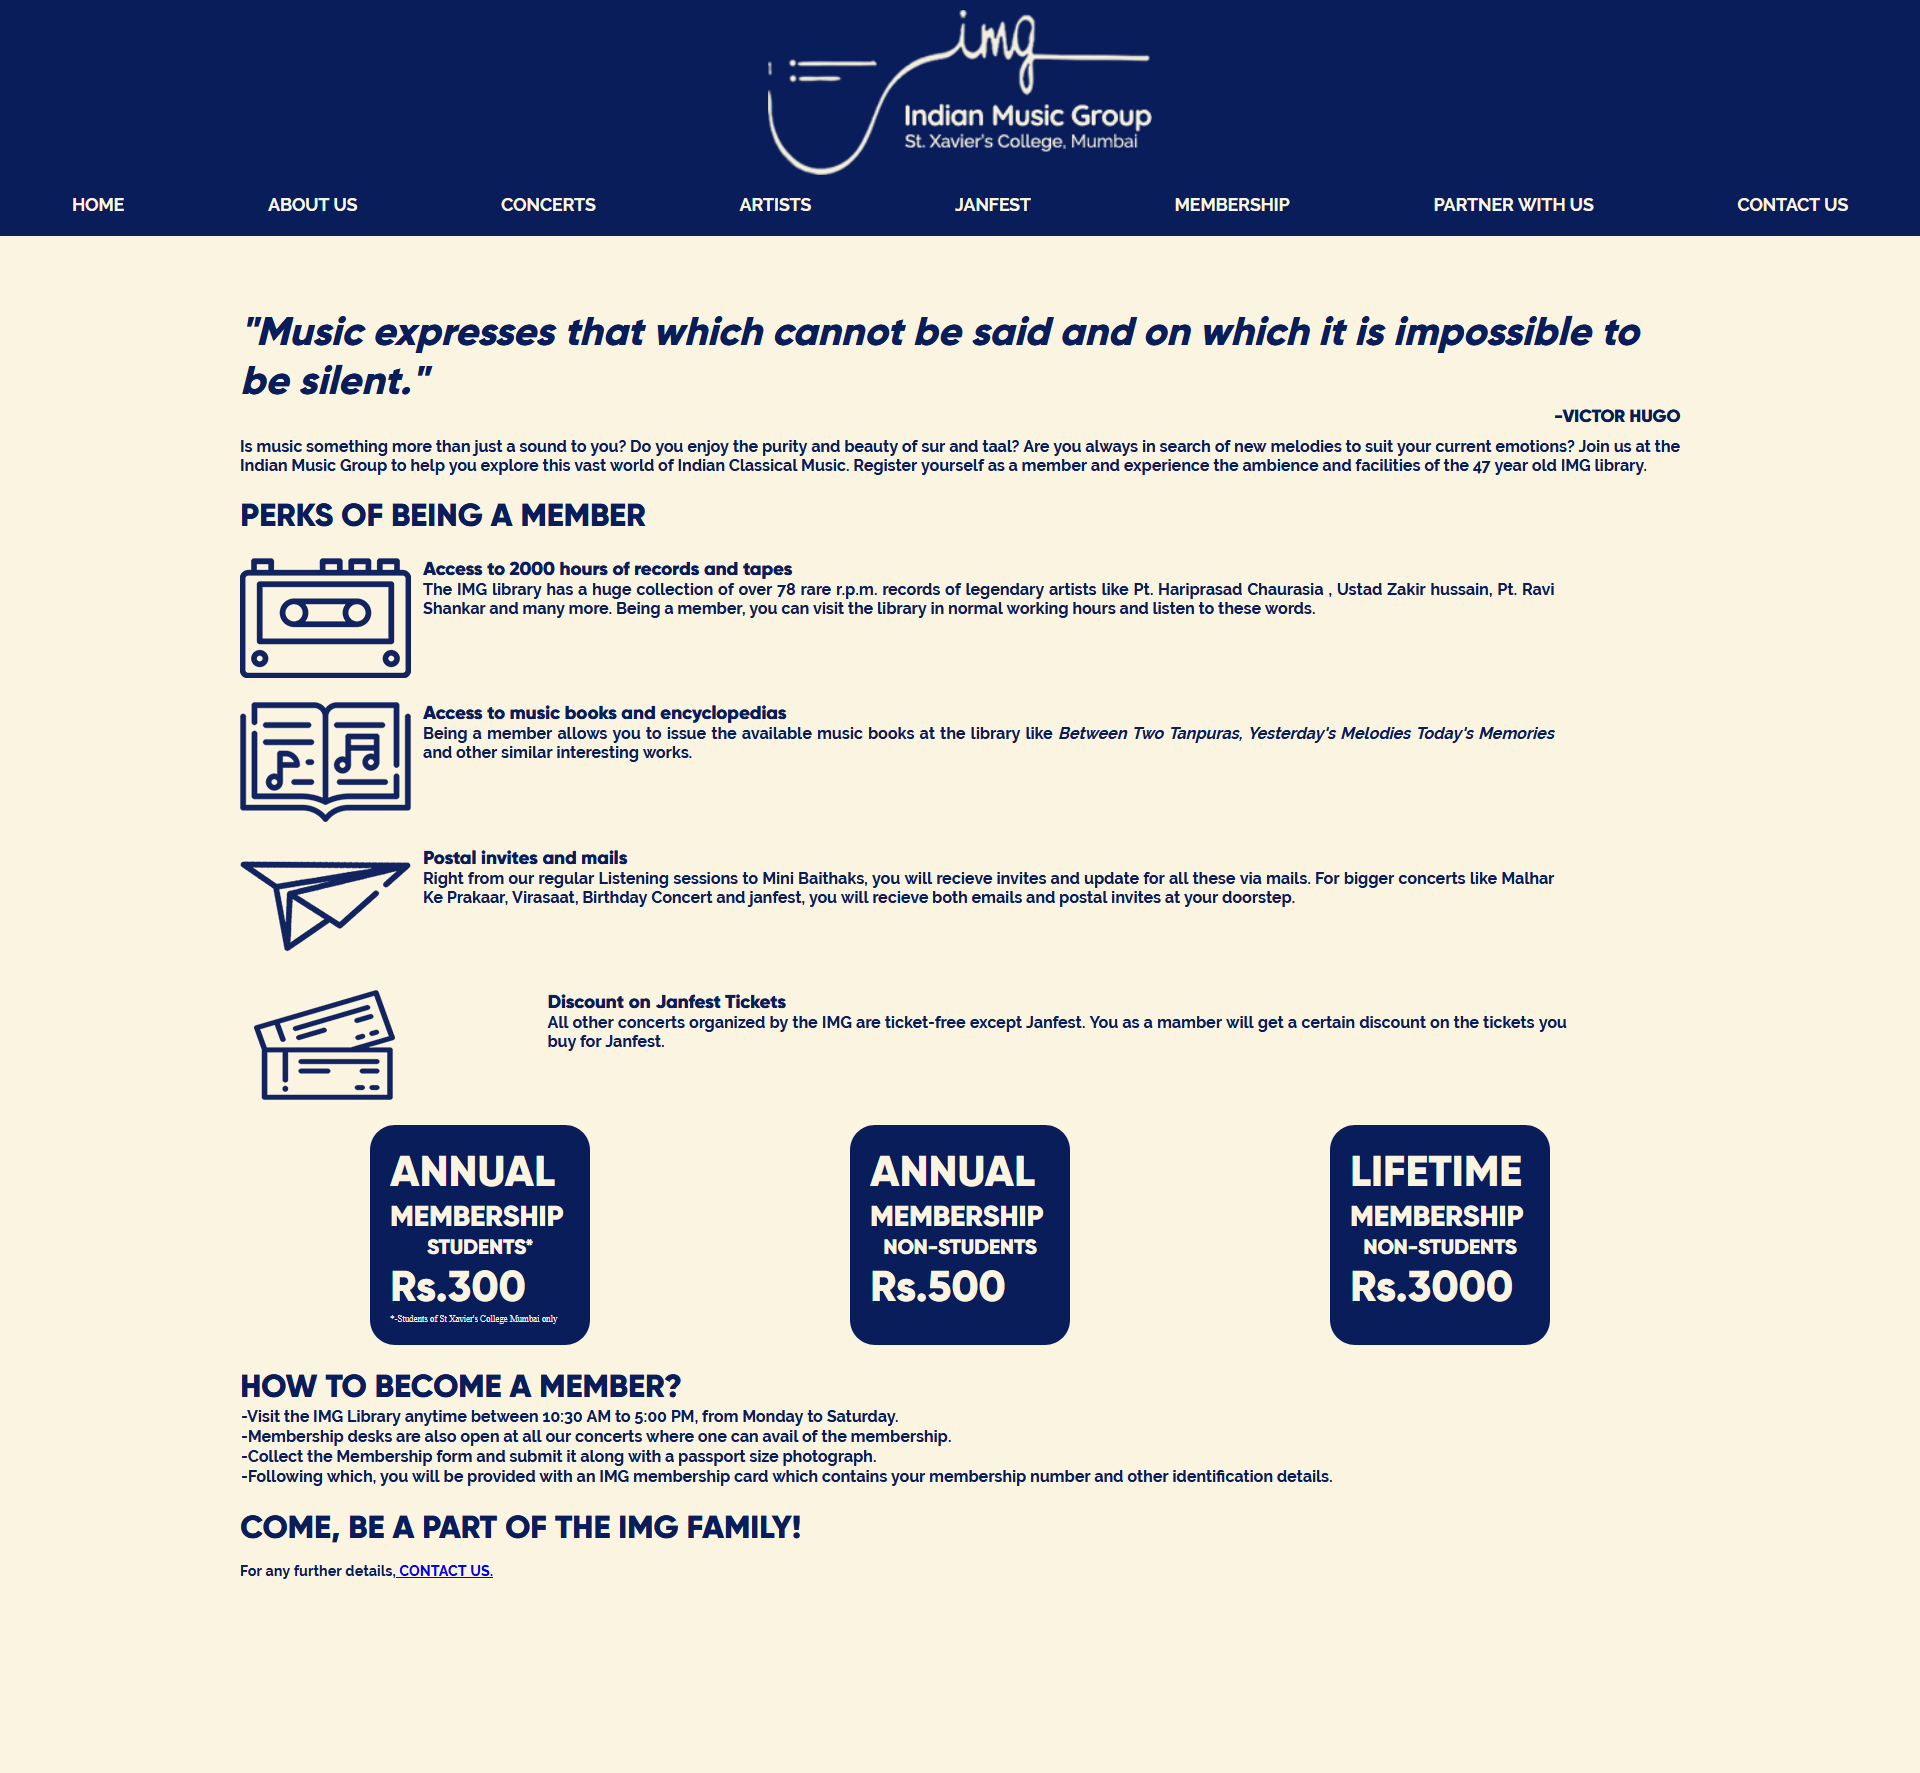 img
Indian Music Group
St. Xavier's College, Mumbai
HOME ABOUT US CONCERTS ARTISTS JANFEST MEMBERSHIP PARTNER WITH US CONTACT US
"Music expresses that which cannot be said and on which it is impossible to
be silent."
-VICTOR HUGO
Is music something more than just a sound to you? Do you enjoy the purity and beauty of sur and taal? Are you always in search of new melodies to suit your current emotions? Join us at the
Indian Music Group to help you explore this vast world of Indian Classical Music. Register yourself as a member and experience the ambience and facilities of the 47 year old IMG library.
PERKS OF BEING A MEMBER
Access to 2000 hours of records and tapes
The IMG library has a huge collection of over 78 rare r.p.m. records of legendary artists like Pt. Hariprasad Chaurasia , Ustad Zakir hussain, Pt. Ravi
Shankar and many more. Being a member, you can visit the library in normal working hours and listen to these words.
Access to music books and encyclopedias
Being a member allows you to issue the available music books at the library like Between Two Tanpuras, Yesterday's Melodies Today's Memories
and other similar interesting works.
Postal invites and mails
Right from our regular Listening sessions to Mini Baithaks, you will recieve invites and update for all these via mails. For bigger concerts like Malhar
Ke Prakaar, Virasaat, Birthday Concert and janfest, you will recieve both emails and postal invites at your doorstep.
Discount on Janfest Tickets
All other concerts organized by the IMG are ticket-free except Janfest. You as a mamber will get a certain discount on the tickets you
buy for Janfest.
ANNUAL
MEMBERSHIP
STUDENTS*
Rs.300
*-Students of St Xavier's College Mumbai only
ANNUAL
MEMBERSHIP
NON-STUDENTS
Rs.500
LIFETIME
MEMBERSHIP
NON-STUDENTS
Rs.3000
HOW TO BECOME A MEMBER?
-Visit the IMG Library anytime between 10:30 AM to 5:00 PM, from Monday to Saturday.
-Membership desks are also open at all our concerts where one can avail of the membership.
-Collect the Membership form and submit it along with a passport size photograph.
-Following which, you will be provided with an IMG membership card which contains your membership number and other identification details.
COME, BE A PART OF THE IMG FAMILY!
For any further details, CONTACT US.